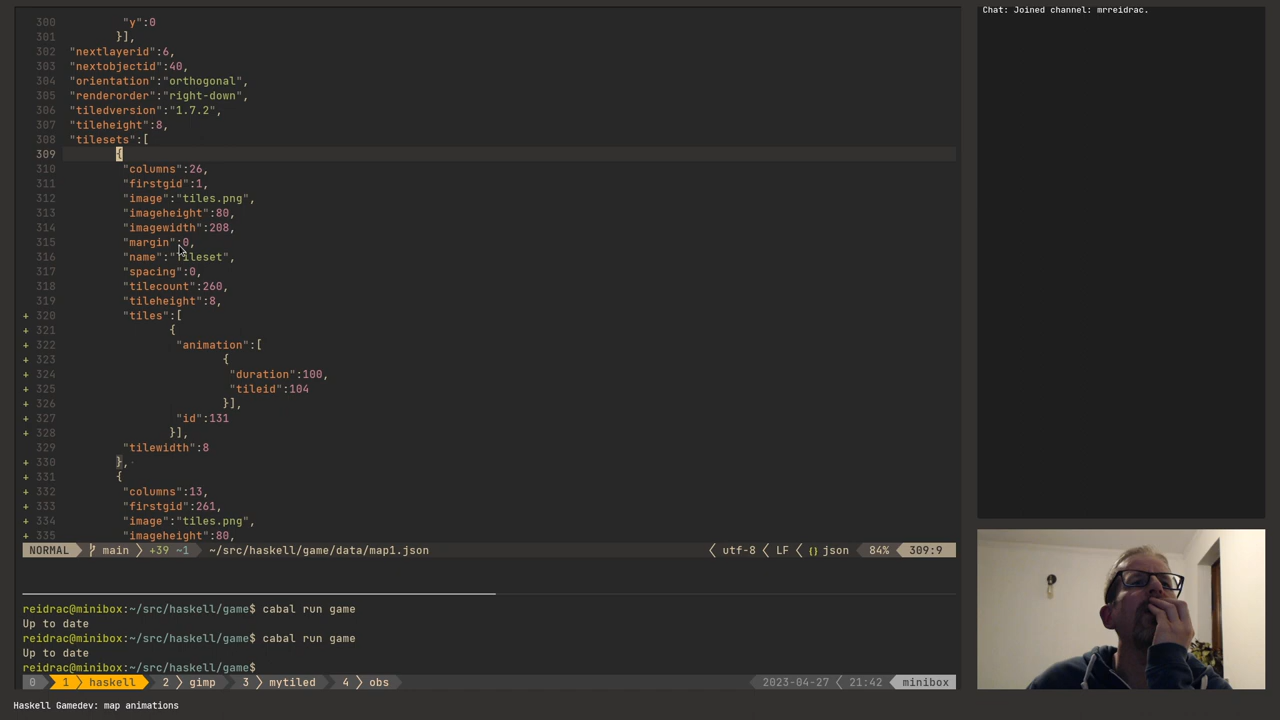 300 "y":0
301 }],
302 "nextlayerid":6,
303 "nextobjectid":40,
304 "orientation":"orthogonal",
305 "renderorder":"right-down",
306 "tiledversion":"1.7.2",
307 "tileheight":8,
308 "tilesets":[
309 {
310 "columns":26,
311 "firstgid":1,
312 "image":"tiles.png",
313 "imageheight":80,
314 "imagewidth":208,
315 "margin":0,
316 "name":"Tileset",
317 "spacing":0,
318 "tilecount":260,
319 "tileheight":8,
+ 320 "tiles":[
+ 321 {
+ 322 "animation":[
+ 323 {
+ 324 "duration":100,
+ 325 "tileid":104
+ 326 }],
+ 327 "id":131
+ 328 }],
329 "tilewidth":8
+ 330 },·
+ 331 {
+ 332 "columns":13,
+ 333 "firstgid":261,
+ 334 "image":"tiles.png",
+ 335 "imageheight":80,
NORMAL main +39 ~1 ~/src/haskell/game/data/map1.json utf-8 LF {} json 84% 309:9
reidrac@minibox:~/src/haskell/game$ cabal run game
Up to date
reidrac@minibox:~/src/haskell/game$ cabal run game
Up to date
reidrac@minibox:~/src/haskell/game$
0 1 haskell 2 gimp 3 mytiled 4 obs 2023-04-27 21:42 minibox
Haskell Gamedev: map animations
Chat: Joined channel: mrreidrac.